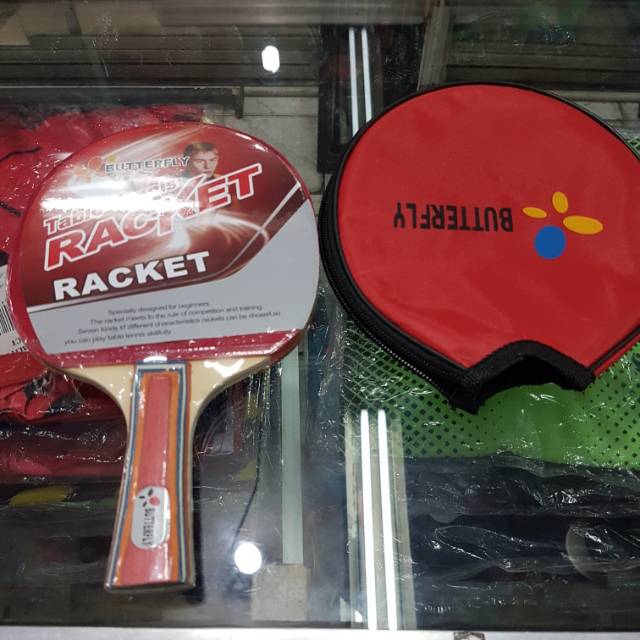 BUTTERFLY
Table Tennis
RACKET
RACKET
Specially designed for beginners.
The racket meets to the rule of competition and training.
Seven kinds of different characteristics rackets can be chosed,so
you can play table tennis skillfully.
BUTTERFLY
BUTTERFLY